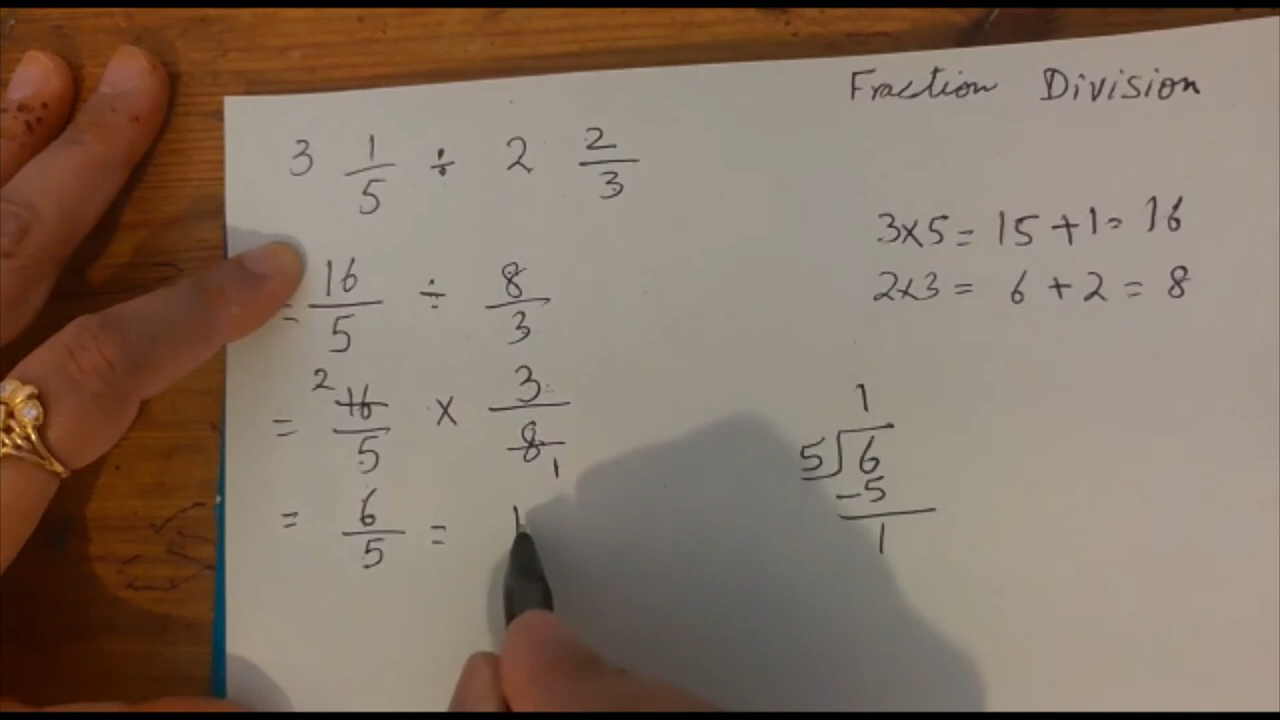 Fraction Division
3 1/5 ÷ 2 2/3
3x5 = 15 + 1 = 16
= 16/5 ÷ 8/3
2x3 = 6 + 2 = 8
2
= 16/5 x 3/8
1
1
5)6
-5
1
= 6/5 = 1